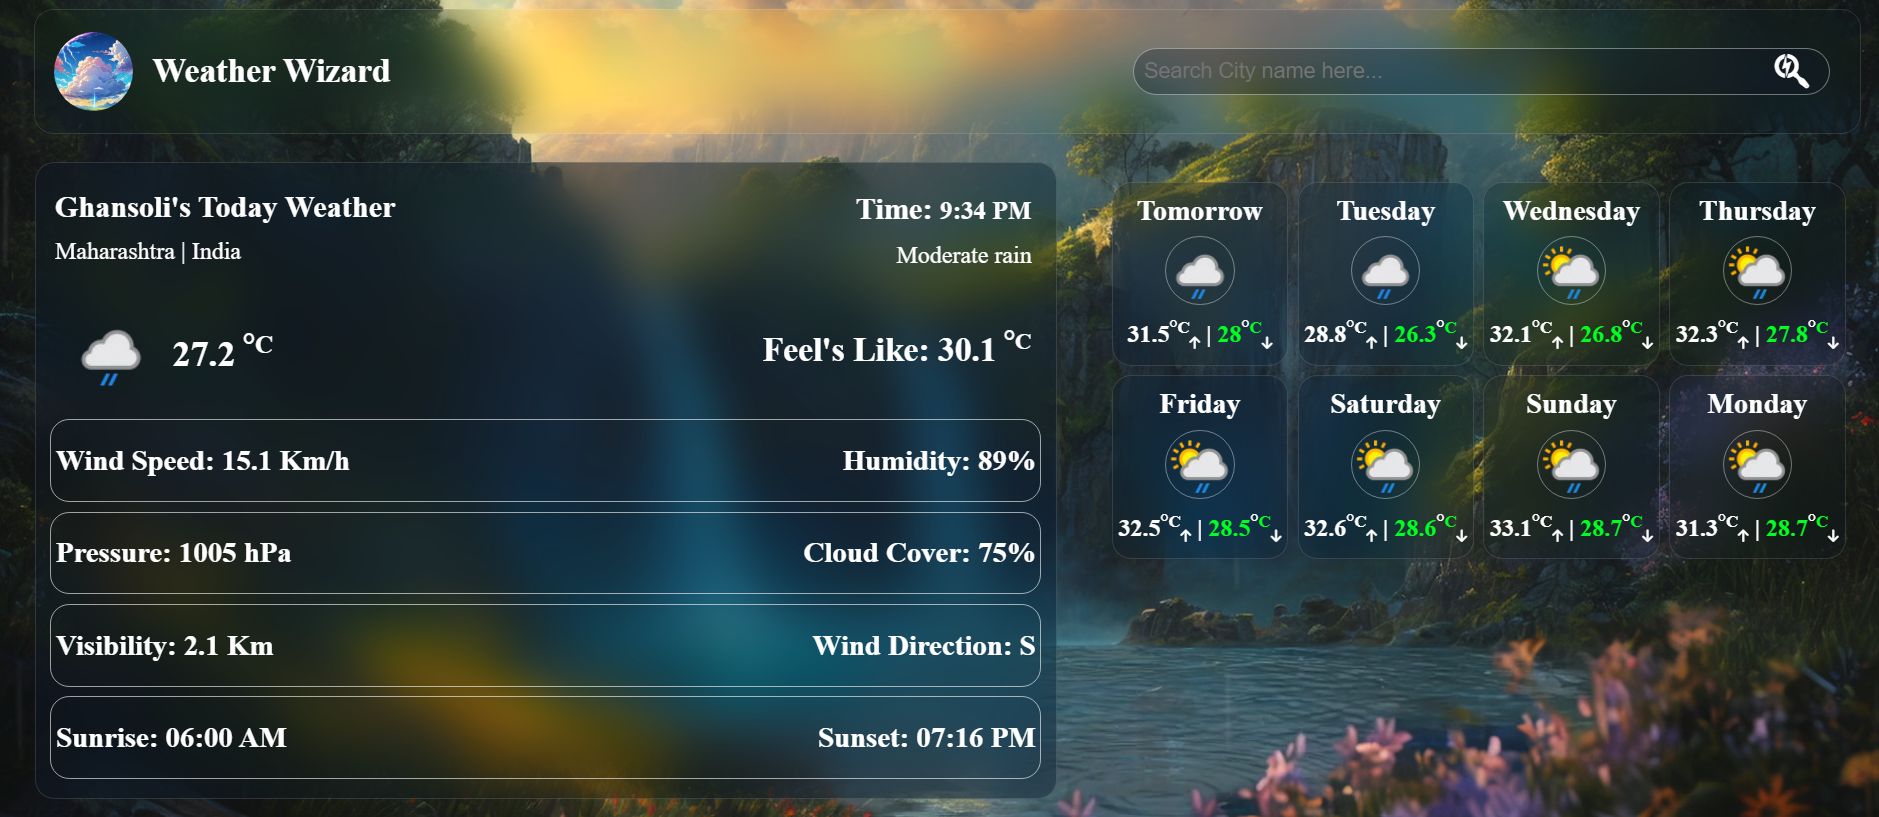 Weather Wizard
Search City name here...
Ghansoli's Today Weather
Time: 9:34 PM
Maharashtra | India
Moderate rain
27.2 °C
Feel's Like: 30.1 °C
Wind Speed: 15.1 Km/h
Humidity: 89%
Pressure: 1005 hPa
Cloud Cover: 75%
Visibility: 2.1 Km
Wind Direction: S
Sunrise: 06:00 AM
Sunset: 07:16 PM
Tomorrow
31.5°C↑ | 28°C↓
Tuesday
28.8°C↑ | 26.3°C↓
Wednesday
32.1°C↑ | 26.8°C↓
Thursday
32.3°C↑ | 27.8°C↓
Friday
32.5°C↑ | 28.5°C↓
Saturday
32.6°C↑ | 28.6°C↓
Sunday
33.1°C↑ | 28.7°C↓
Monday
31.3°C↑ | 28.7°C↓